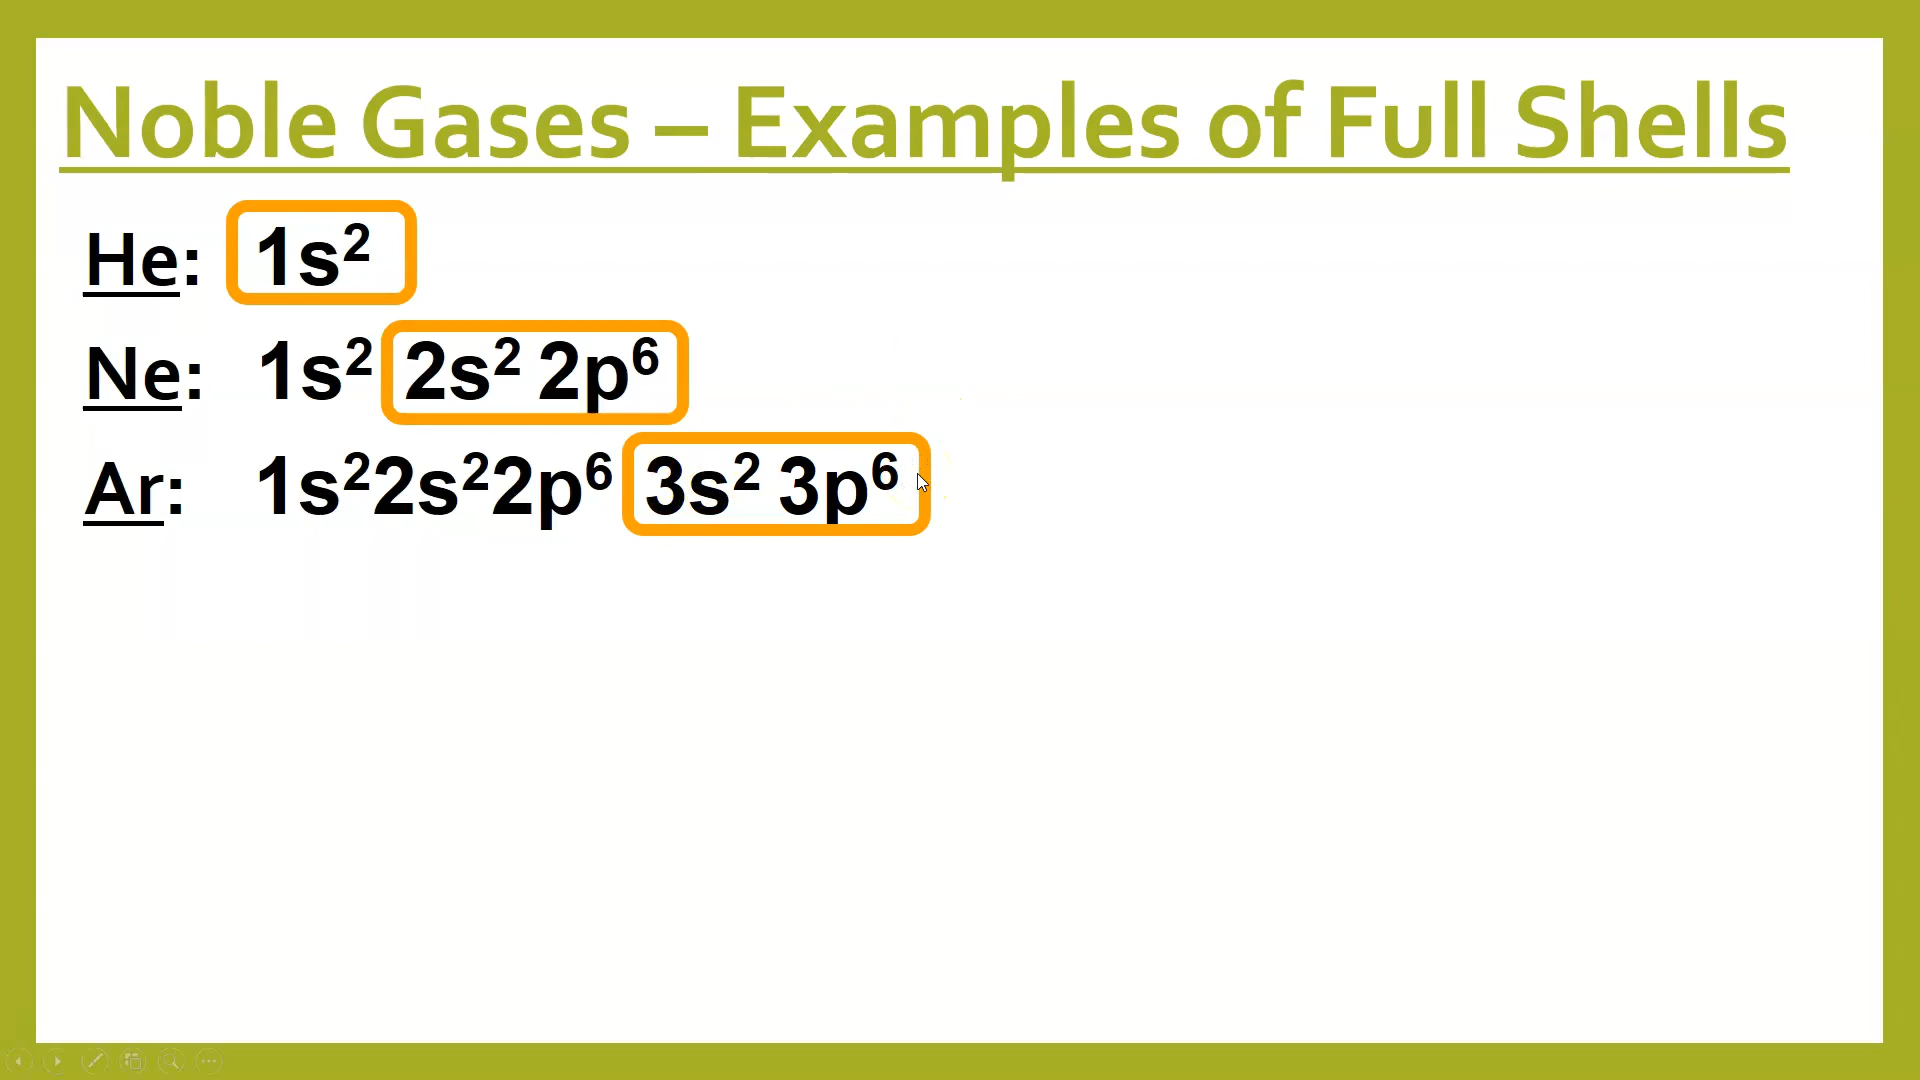 Noble Gases – Examples of Full Shells
He: 1s²
Ne: 1s² 2s² 2p⁶
Ar: 1s²2s²2p⁶ 3s² 3p⁶